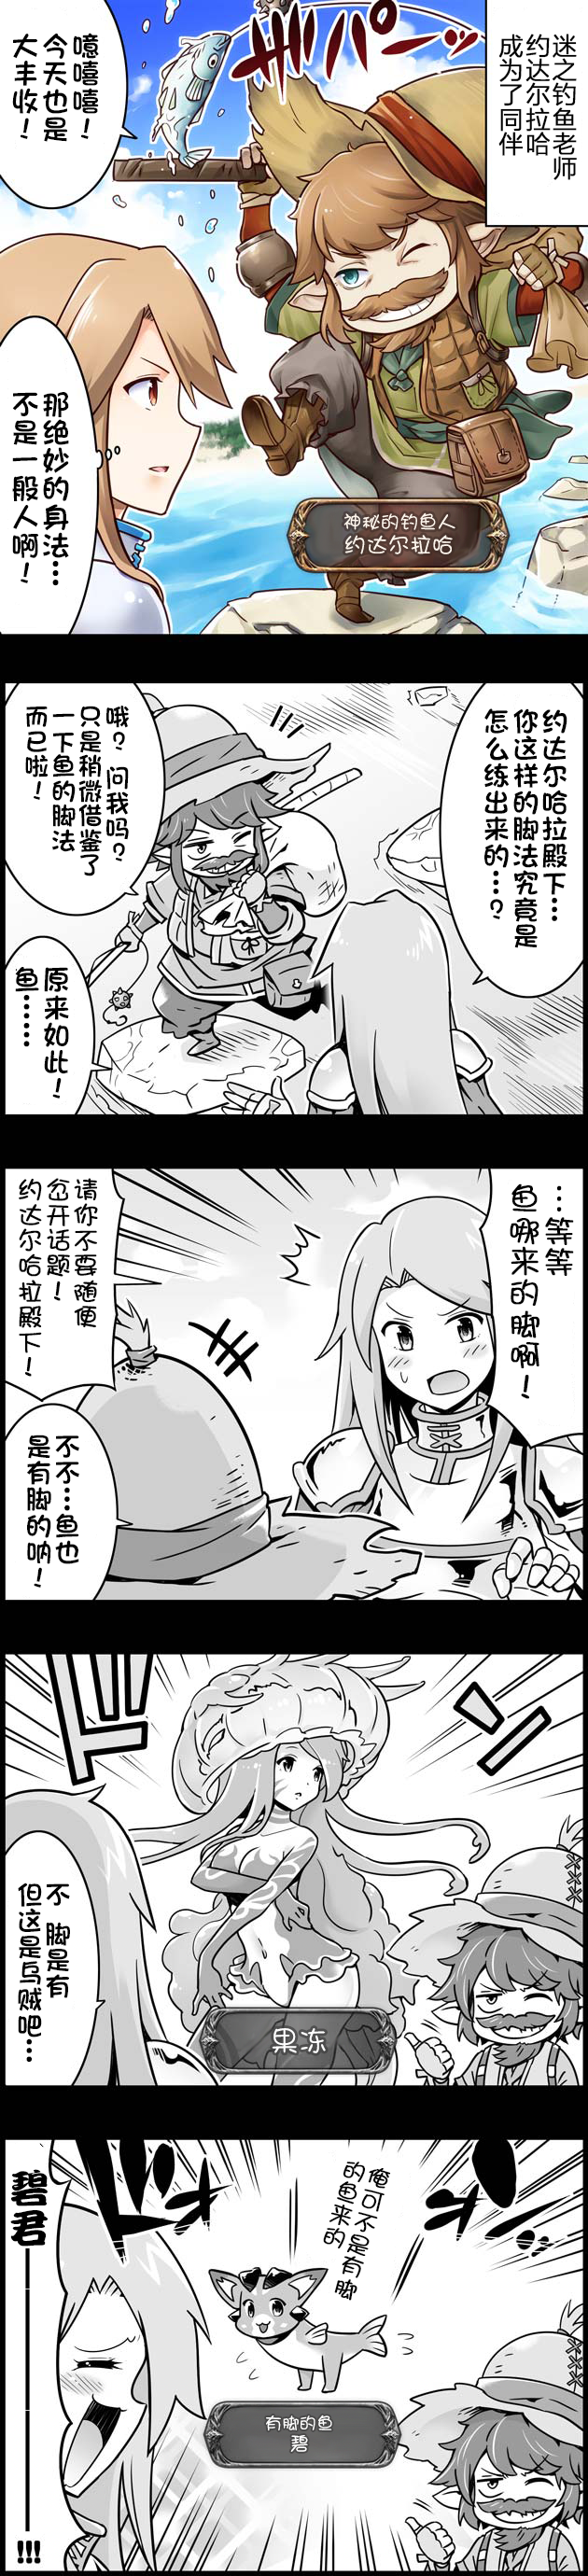 迷之钓鱼老师
约达尔拉哈
成为了同伴
噫嘻嘻!
今天也是
大丰收!
ザパーッ
那绝妙的身法…
不是一般人啊!
神秘的钓鱼人
约达尔拉哈
约达尔哈拉殿下…
你这样的脚法究竟是
怎么练出来的…?
哦? 问我吗?
只是稍微借鉴了
一下鱼的脚法
而已啦!
原来如此!
鱼……
…等等
鱼哪来的脚啊!
请你不要随便
岔开话题!
约达尔哈拉殿下!
不不…鱼也
是有脚的呐!
ドン
不 脚是有
但这是乌贼吧…
果冻
俺可不是有脚
的鱼来的
碧君——!!!
有脚的鱼
碧